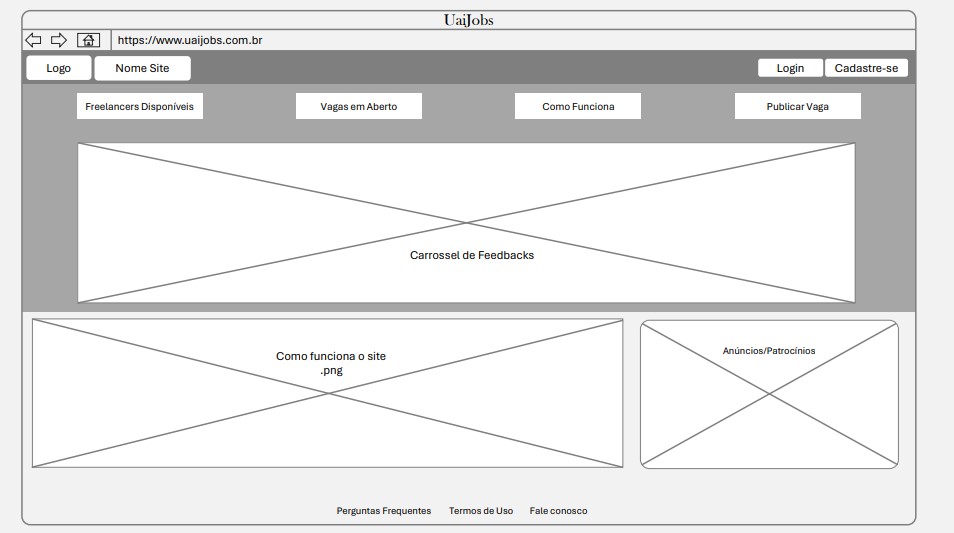 UaiJobs
https://www.uaijobs.com.br
Logo
Nome Site
Login
Cadastre-se
Freelancers Disponíveis
Vagas em Aberto
Como Funciona
Publicar Vaga
Carrossel de Feedbacks
Como funciona o site
.png
Anúncios/Patrocínios
Perguntas Frequentes
Termos de Uso
Fale conosco